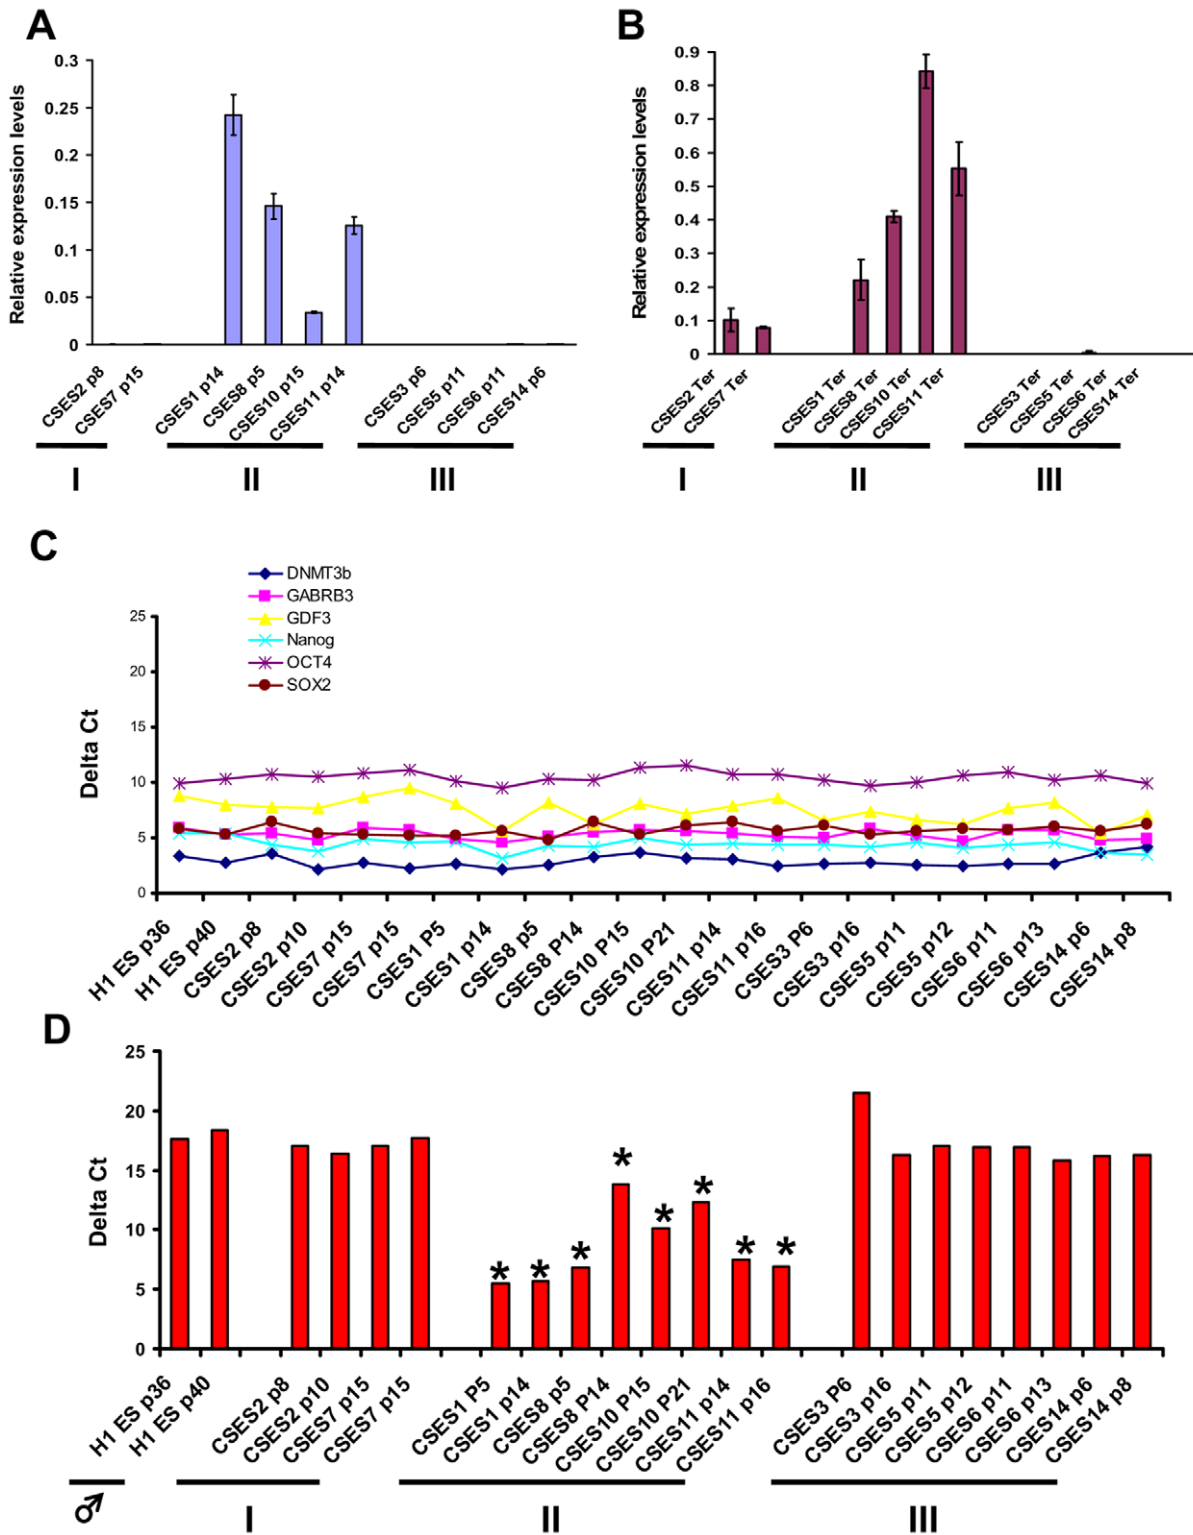 A
Relative expression levels
0.3
0.25
0.2
0.15
0.1
0.05
0
CSES2 p8
CSES7 p15
CSES1 p14
CSES8 p5
CSES10 p15
CSES11 p14
CSES3 p6
CSES5 p11
CSES6 p11
CSES14 p6
I
II
III
B
Relative expression levels
0.9
0.8
0.7
0.6
0.5
0.4
0.3
0.2
0.1
0
CSES2 Ter
CSES7 Ter
CSES1 Ter
CSES8 Ter
CSES10 Ter
CSES11 Ter
CSES3 Ter
CSES5 Ter
CSES6 Ter
CSES14 Ter
I
II
III
C
DNMT3b
GABRB3
GDF3
Nanog
OCT4
SOX2
Delta Ct
25
20
15
10
5
0
H1 ES p36
H1 ES p40
CSES2 p8
CSES2 p10
CSES7 p15
CSES7 p15
CSES1 P5
CSES1 p14
CSES8 p5
CSES8 P14
CSES10 P15
CSES10 P21
CSES11 p14
CSES11 p16
CSES3 P6
CSES3 p16
CSES5 p11
CSES5 p12
CSES6 p11
CSES6 p13
CSES14 p6
CSES14 p8
D
Delta Ct
25
20
15
10
5
0
* * * * * * * *
H1 ES p36
H1 ES p40
CSES2 p8
CSES2 p10
CSES7 p15
CSES7 p15
CSES1 P5
CSES1 p14
CSES8 p5
CSES8 P14
CSES10 P15
CSES10 P21
CSES11 p14
CSES11 p16
CSES3 P6
CSES3 p16
CSES5 p11
CSES5 p12
CSES6 p11
CSES6 p13
CSES14 p6
CSES14 p8
♂
I
II
III